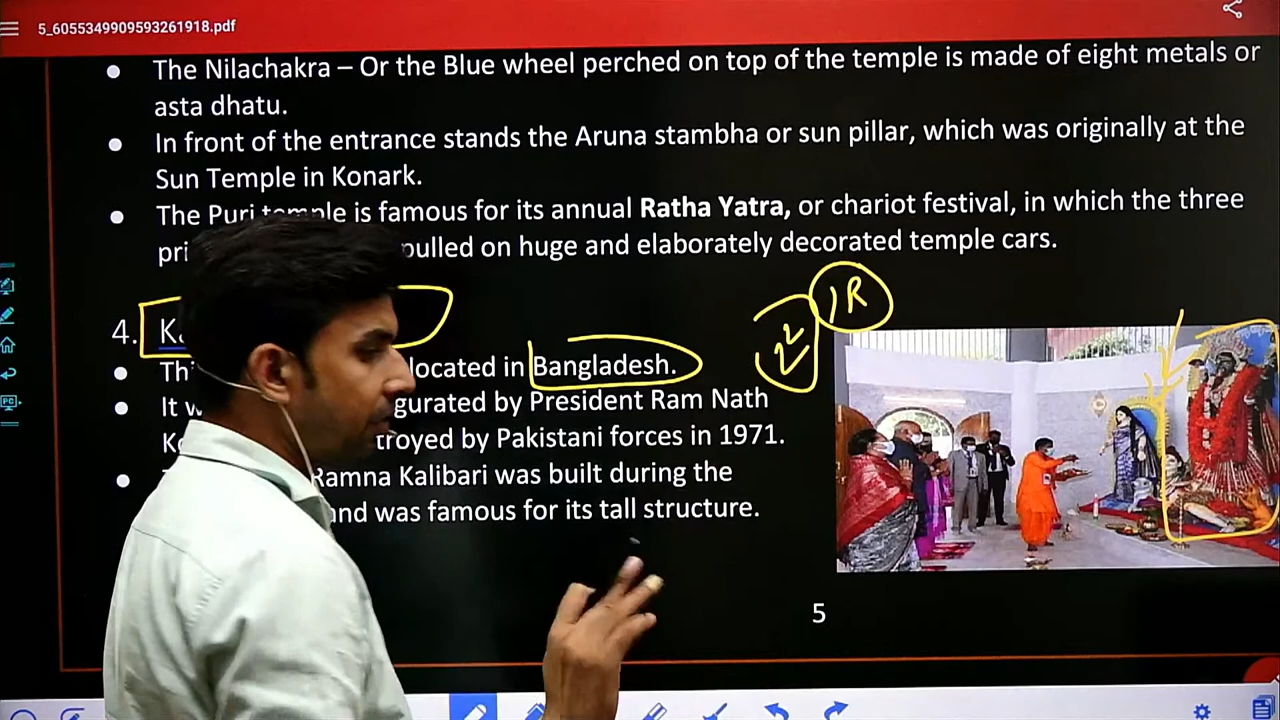 5_6055349909593261918.pdf
The Nilachakra – Or the Blue wheel perched on top of the temple is made of eight metals or
asta dhatu.
In front of the entrance stands the Aruna stambha or sun pillar, which was originally at the
Sun Temple in Konark.
The Puri temple is famous for its annual Ratha Yatra, or chariot festival, in which the three
pulled on huge and elaborately decorated temple cars.
4.
located in Bangladesh.
It by President Ram Nath
by Pakistani forces in 1971.
Ramna Kalibari was built during the
and was famous for its tall structure.
5
PC